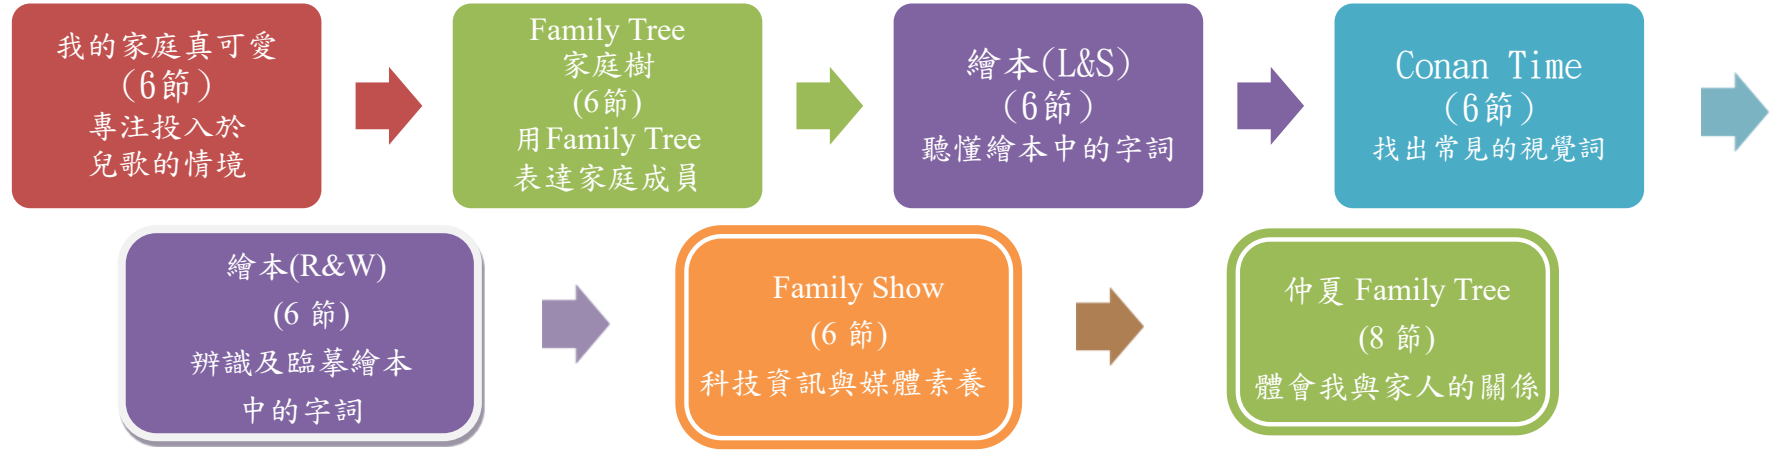 我的家庭真可愛
(6節)
專注投入於
兒歌的情境
Family Tree
家庭樹
(6節)
用Family Tree
表達家庭成員
繪本(L&S)
(6節)
聽懂繪本中的字詞
Conan Time
(6節)
找出常見的視覺詞
繪本(R&W)
(6 節)
辨識及臨摹繪本
中的字詞
Family Show
(6 節)
科技資訊與媒體素養
仲夏 Family Tree
(8 節)
體會我與家人的關係